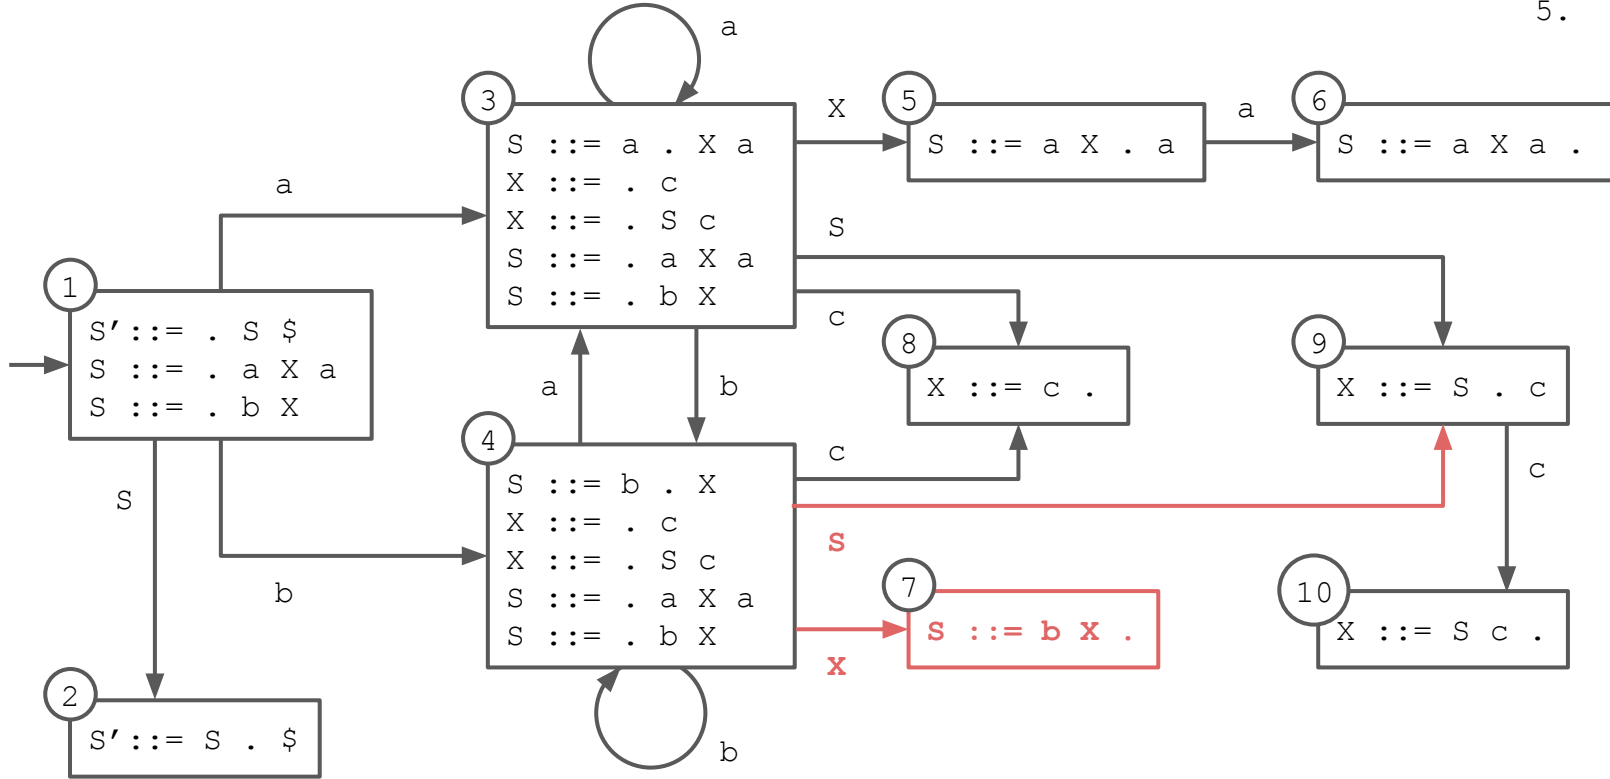 5.
a
3
S ::= a . X a
X ::= . c
X ::= . S c
S ::= . a X a
S ::= . b X
X
5
S ::= a X . a
a
6
S ::= a X a .
a
S
c
1
S'::= . S $
S ::= . a X a
S ::= . b X
8
X ::= c .
9
X ::= S . c
a
b
4
S ::= b . X
X ::= . c
X ::= . S c
S ::= . a X a
S ::= . b X
c
S
c
S
b
7
S ::= b X .
X
10
X ::= S c .
2
S'::= S . $
b